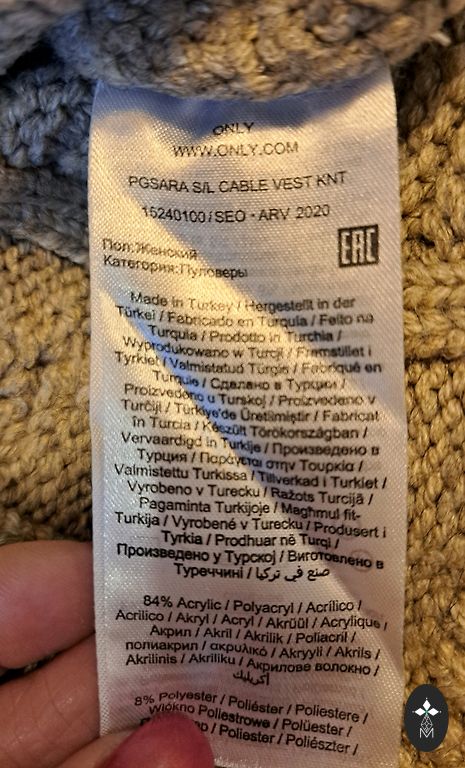 ONLY
WWW.ONLY.COM
PGSARA S/L CABLE VEST KNT
15240100/SEO - ARV 2020
EAC
Пол:Женский
Категория:Пуловеры
Made in Turkey / Hergestellt in der
Türkei / Fabricado en Turquía / Feito na
Turquia / Prodotto in Turchia /
Wyprodukowano w Turcji / Fremstillet i
Tyrkiet / Valmistatud Türgis / Fabriqué en
Turquie / Сделано в Турции /
Proizvedeno u Turskoj / Proizvedeno v
Turčiji / Türkiye'de Üretimiştir / Fabricat
în Turcia / Készült Törökországban /
Vervaardigd in Turkije / Произведено в
Турция / Παράγεται στην Τουρκία /
Valmistettu Turkissa / Tillverkad i Turkiet /
Vyrobeno v Turecku / Ražots Turcijā /
Pagaminta Turkijoje / Magħmul fit-
Turkija / Vyrobené v Turecku / Produsert i
Tyrkia / Prodhuar në Turqi /
Произведено у Турској / Виготовлено в
Туреччині / صنع في تركيا
84% Acrylic / Polyacryl / Acrílico /
Acrilico / Akryl / Acryl / Akrüül / Acrylique /
Акрил / Akril / Akrilik / Poliacril /
полиакрил / ακρυλικό / Akryyli / Akrils /
Akrilinis / Akriliku / Акрилове волокно /
أكريليك
8% Polyester / Poliéster / Poliestere /
Włókno Poliestrowe / Polüester /
/ Poliester / Poliészter /
M